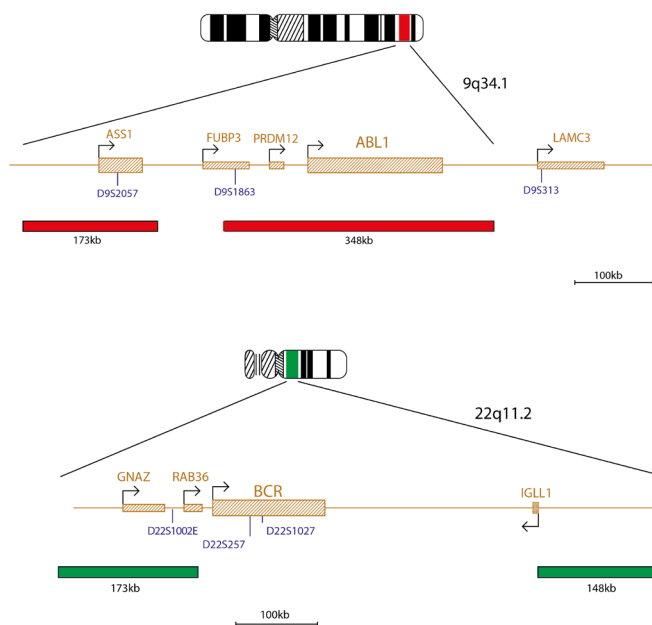 9q34.1
ASS1
FUBP3
PRDM12
ABL1
LAMC3
D9S2057
D9S1863
D9S313
173kb
348kb
100kb
22q11.2
GNAZ
RAB36
BCR
IGLL1
D22S1002E
D22S1027
D22S257
173kb
148kb
100kb